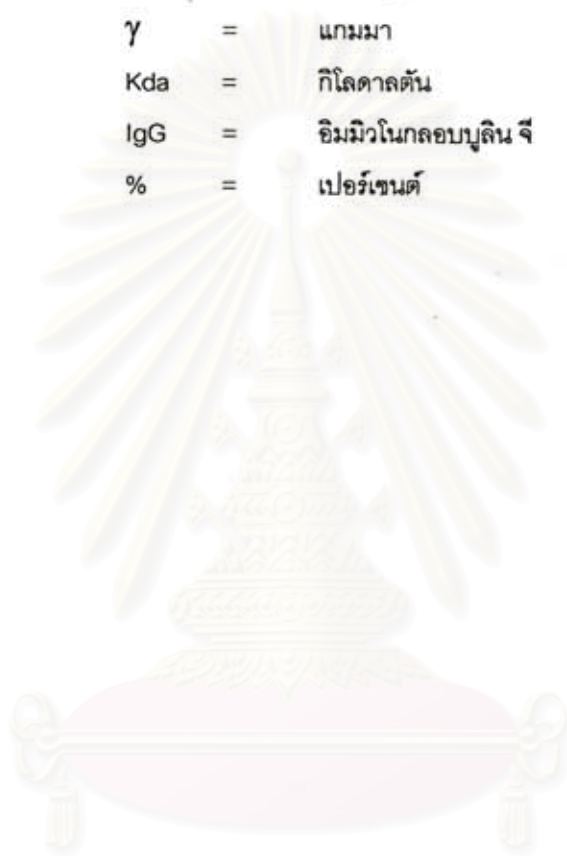 γ = แกมมา
Kda = กิโลดาลตัน
IgG = อิมมิวโนกลอบบูลิน จี
% = เปอร์เซนต์